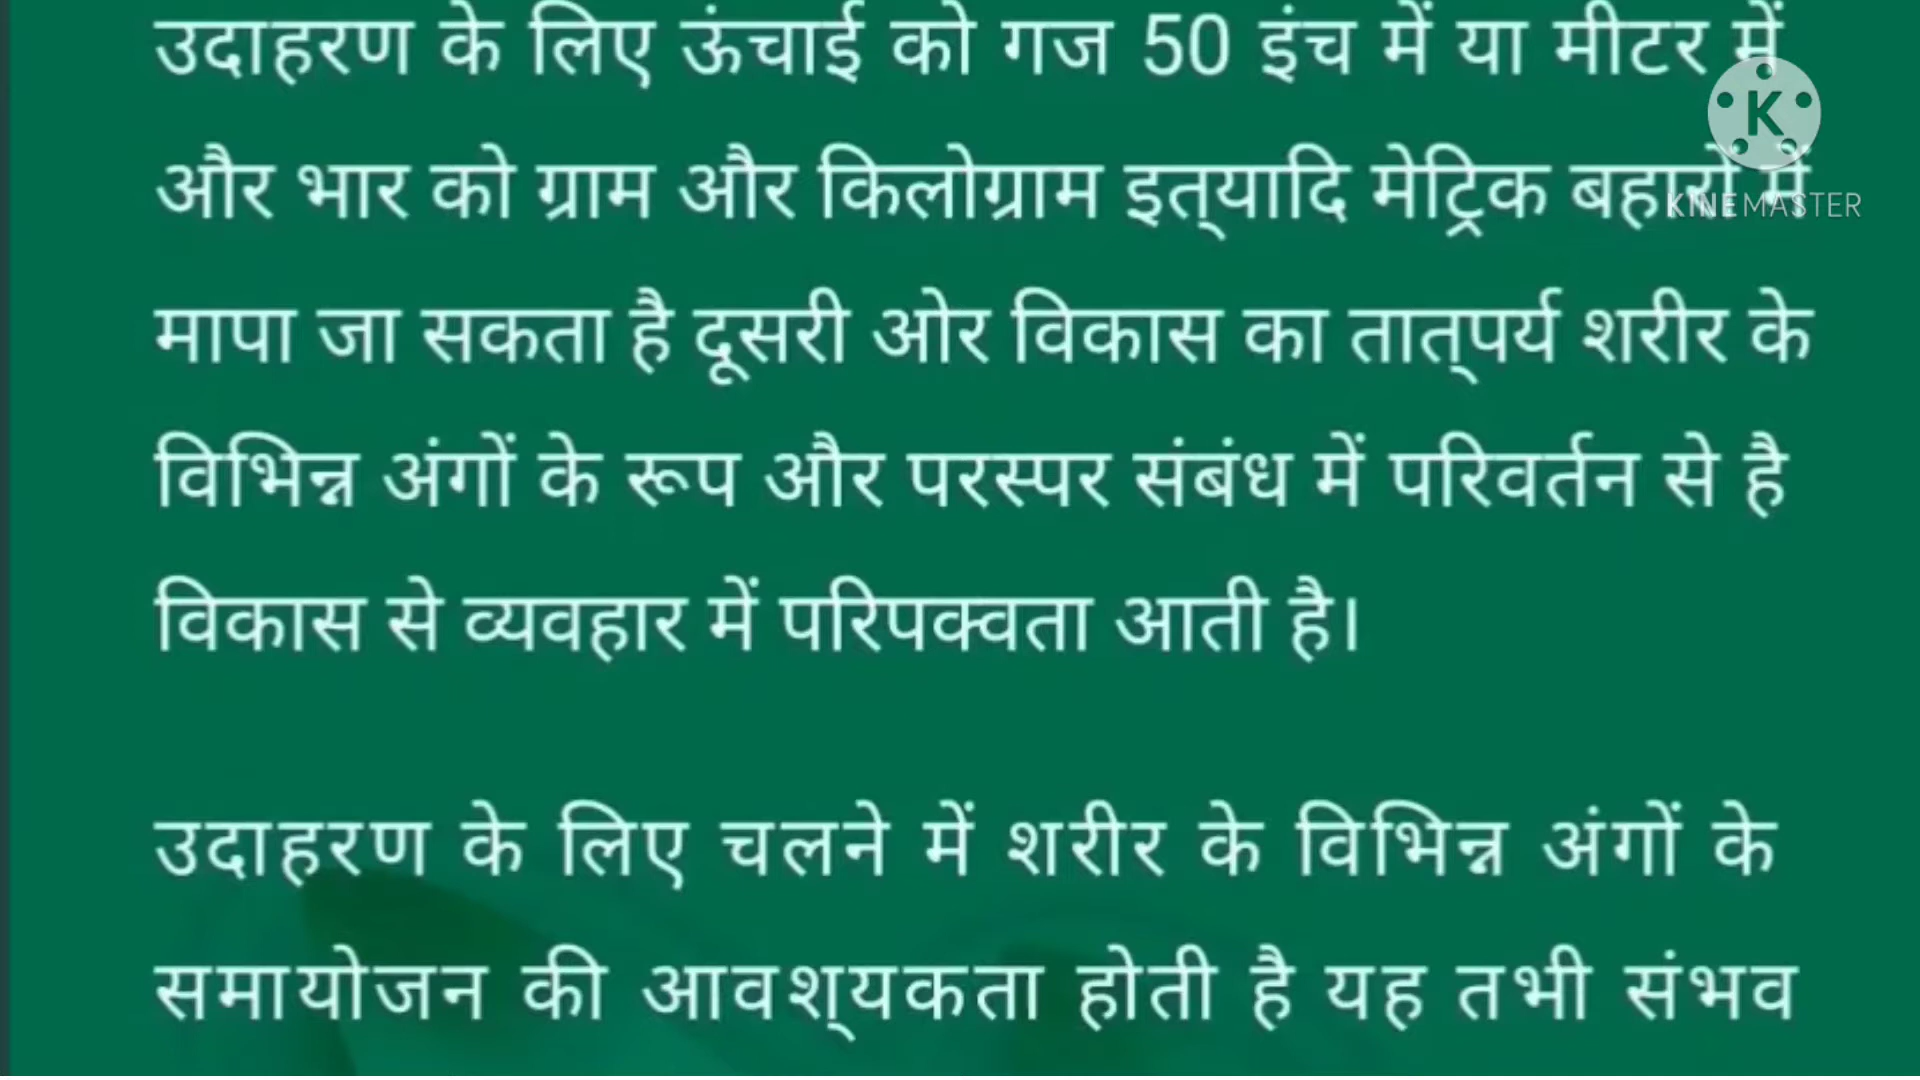 उदाहरण के लिए ऊंचाई को गज 50 इंच में या मीटर में
K
और भार को ग्राम और किलोग्राम इत्यादि मेट्रिक बहारों में
KINEMASTER
मापा जा सकता है दूसरी ओर विकास का तात्पर्य शरीर के
विभिन्न अंगों के रूप और परस्पर संबंध में परिवर्तन से है
विकास से व्यवहार में परिपक्वता आती है।
उदाहरण के लिए चलने में शरीर के विभिन्न अंगों के
समायोजन की आवश्यकता होती है यह तभी संभव